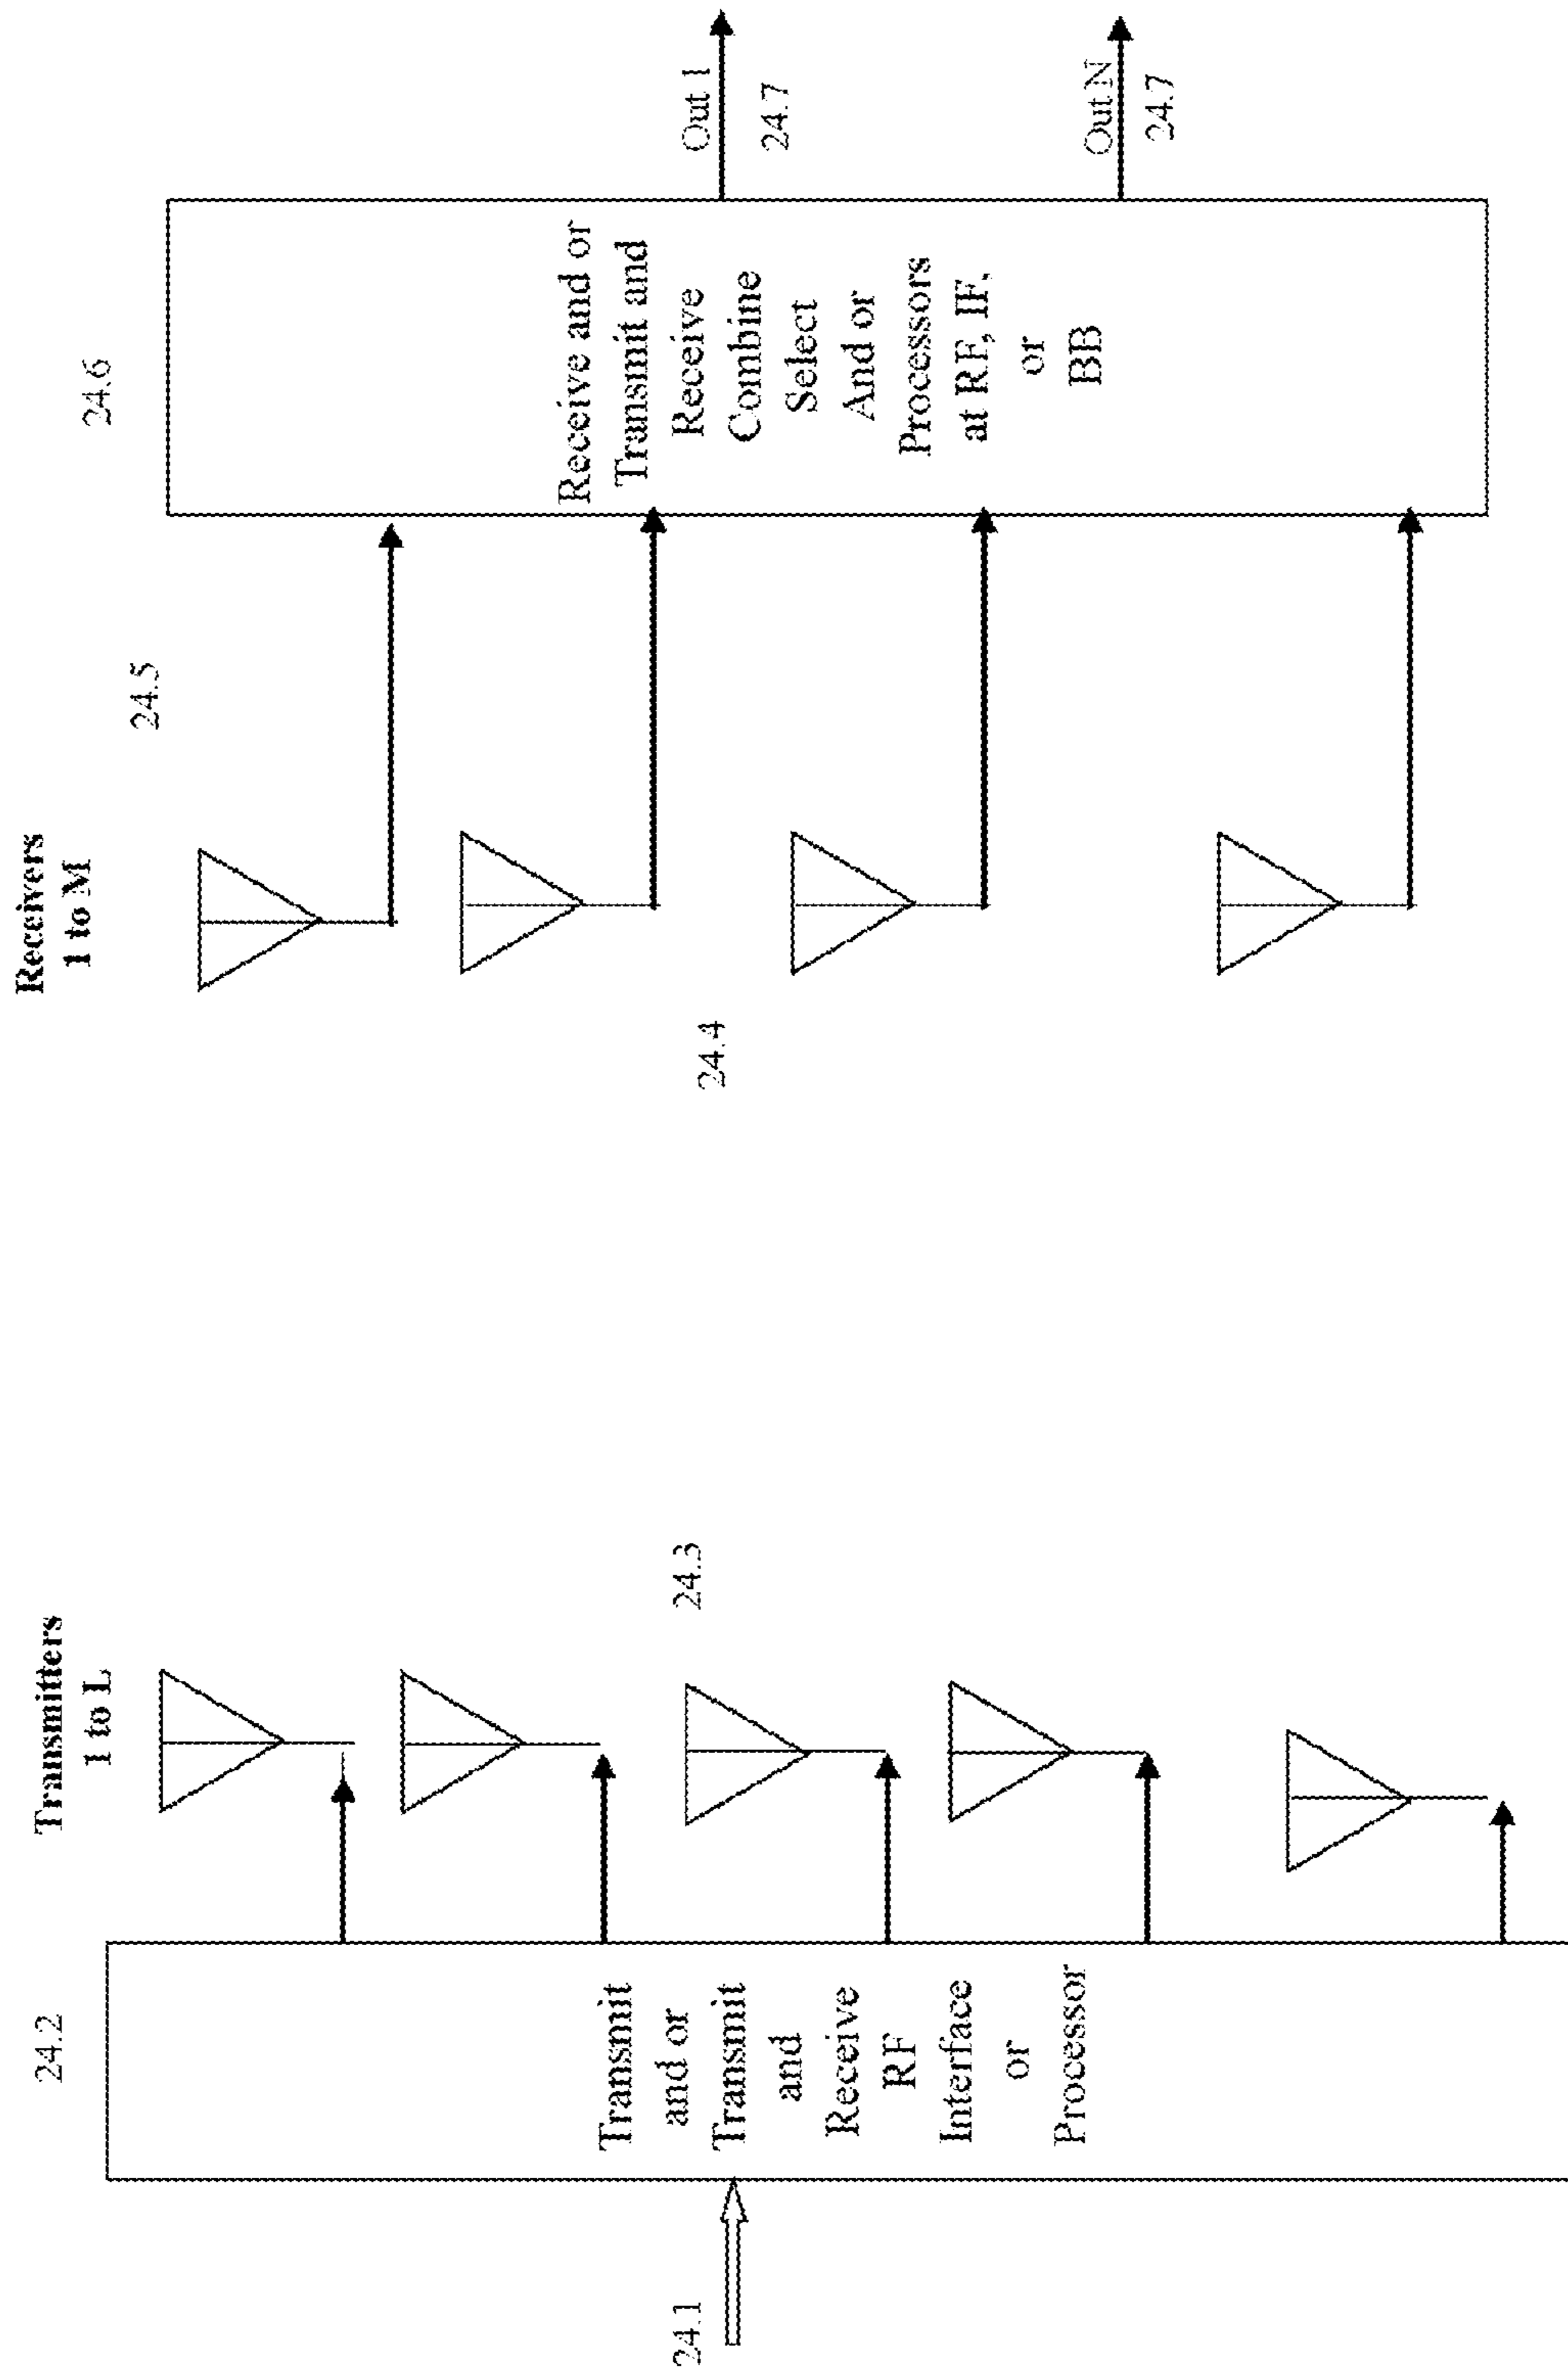 24.1
24.2
Transmit
and or
Transmit
and
Receive
RF
Interface
or
Processor
Transmitters
1 to L
24.3
24.4
Receivers
1 to M
24.5
24.6
Receive and or
Transmit and
Receive
Combine
Select
And or
Processors
at RF, IF,
or
BB
Out 1
24.7
Out N
24.7